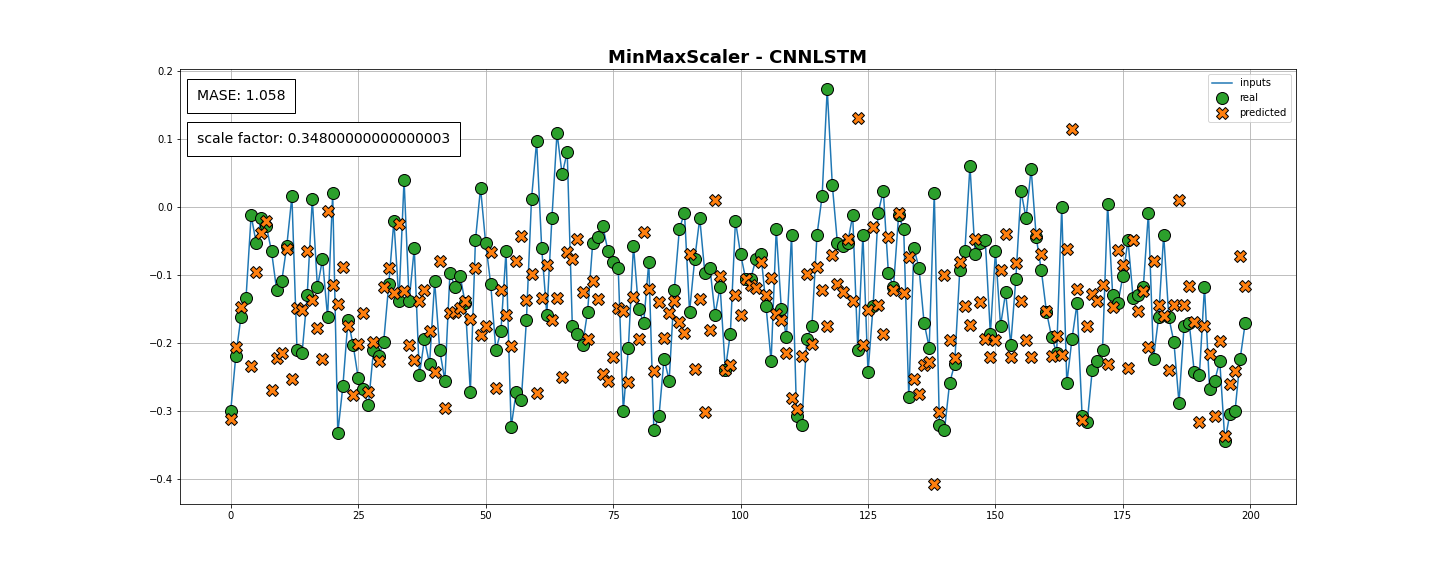 MinMaxScaler - CNNLSTM
MASE: 1.058
scale factor: 0.34800000000000003
inputs
real
predicted
0.2
0.1
0.0
−0.1
−0.2
−0.3
−0.4
0 25 50 75 100 125 150 175 200